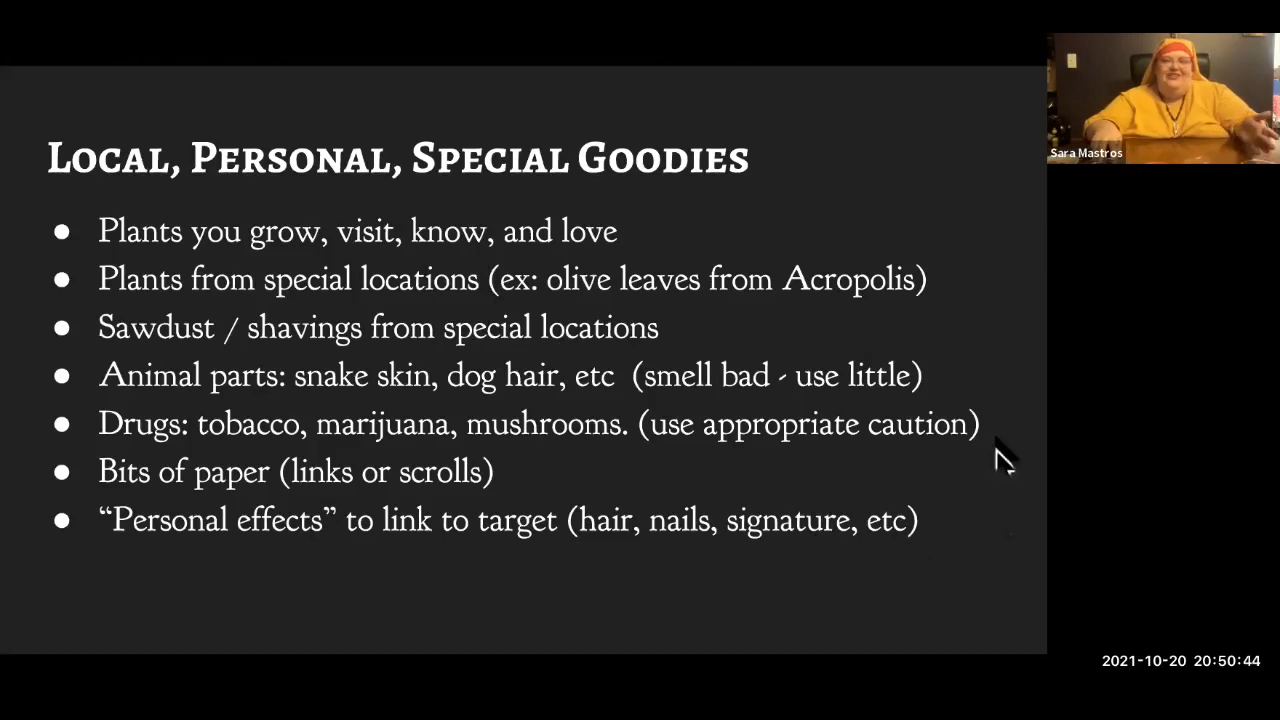 Local, Personal, Special Goodies
● Plants you grow, visit, know, and love
● Plants from special locations (ex: olive leaves from Acropolis)
● Sawdust / shavings from special locations
● Animal parts: snake skin, dog hair, etc (smell bad - use little)
● Drugs: tobacco, marijuana, mushrooms. (use appropriate caution)
● Bits of paper (links or scrolls)
● “Personal effects” to link to target (hair, nails, signature, etc)
Sara Mastros
2021-10-20 20:50:44